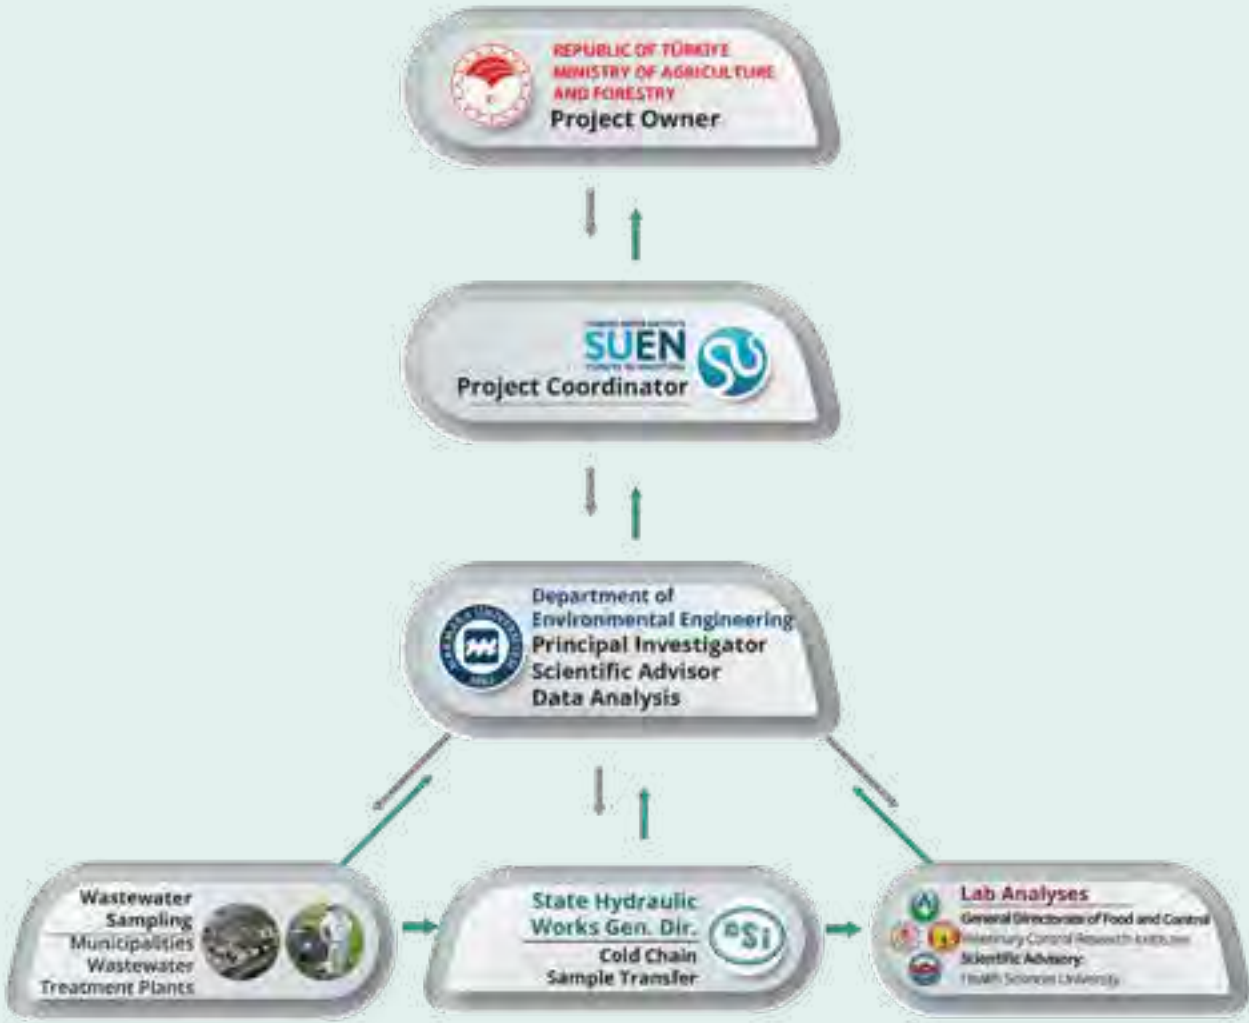 REPUBLIC OF TÜRKİYE
MINISTRY OF AGRICULTURE
AND FORESTRY
Project Owner
SUEN
Project Coordinator
Department of
Environmental Engineering
Principal Investigator
Scientific Advisor
Data Analysis
Wastewater
Sampling
Municipalities
Wastewater
Treatment Plants
State Hydraulic
Works Gen. Dir.
Cold Chain
Sample Transfer
DSİ
Lab Analyses
General Directorate of Food and Control
Veterinary Control Research Institutes
Scientific Advisory:
Health Sciences University